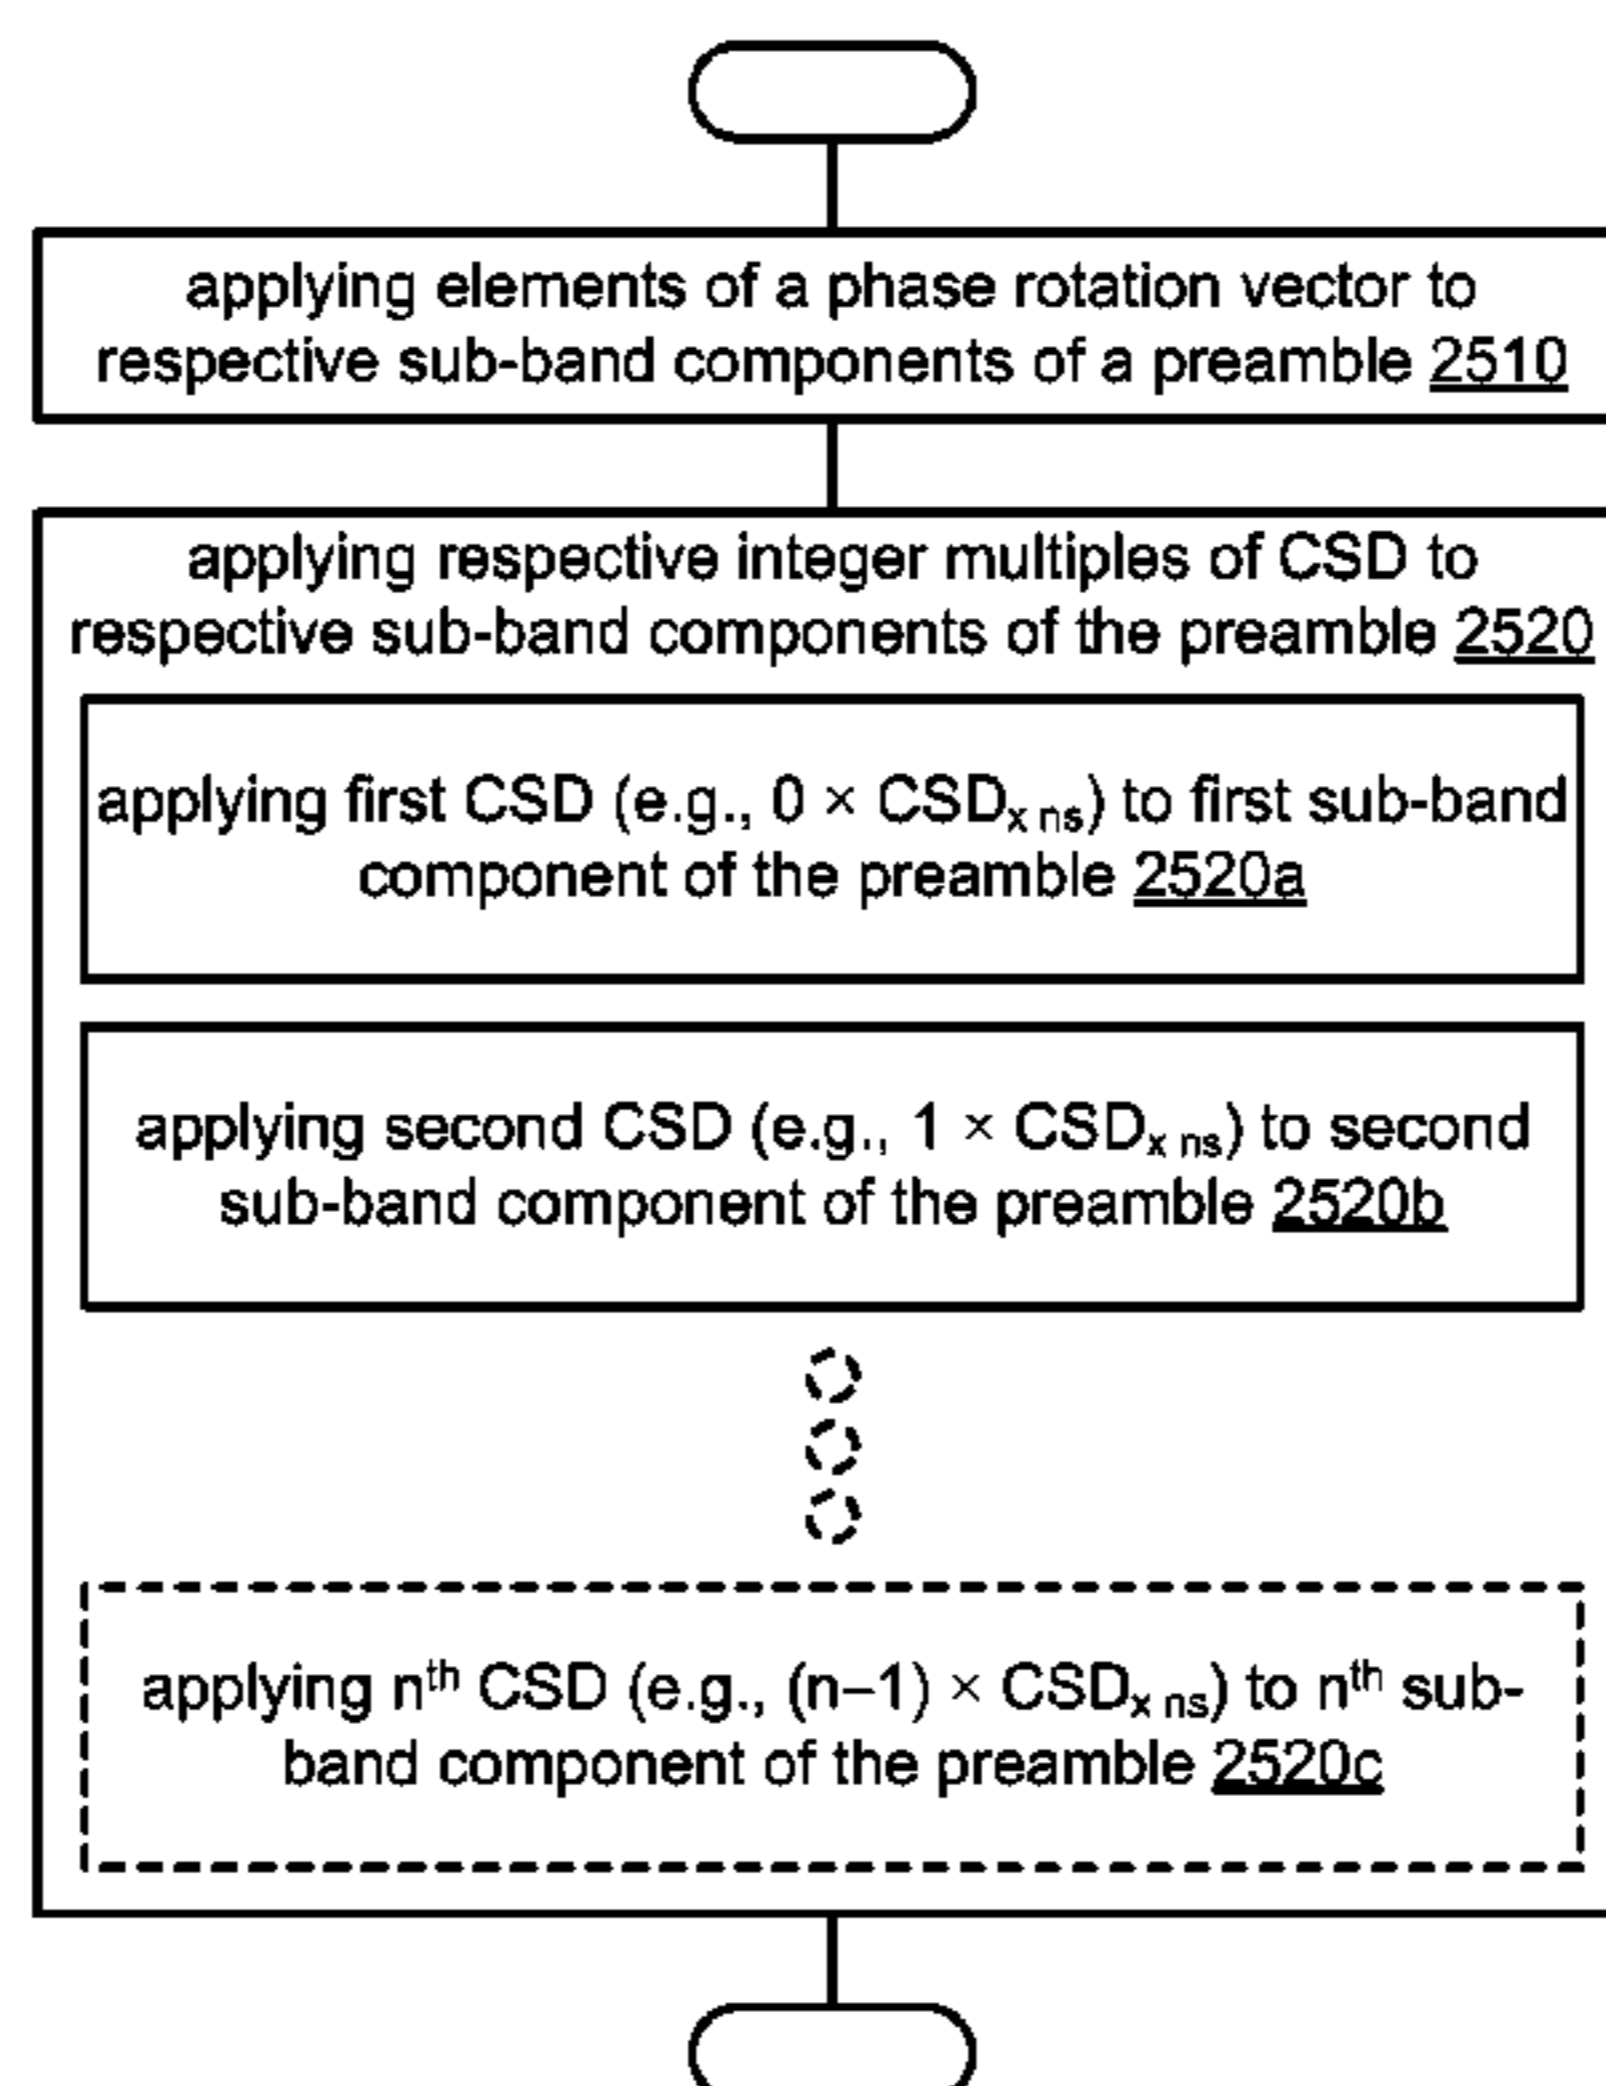 applying elements of a phase rotation vector to
respective sub-band components of a preamble 2510
applying respective integer multiples of CSD to
respective sub-band components of the preamble 2520
applying first CSD (e.g., 0 × CSDx ns) to first sub-band
component of the preamble 2520a
applying second CSD (e.g., 1 × CSDx ns) to second
sub-band component of the preamble 2520b
applying nth CSD (e.g., (n–1) × CSDx ns) to nth sub-
band component of the preamble 2520c